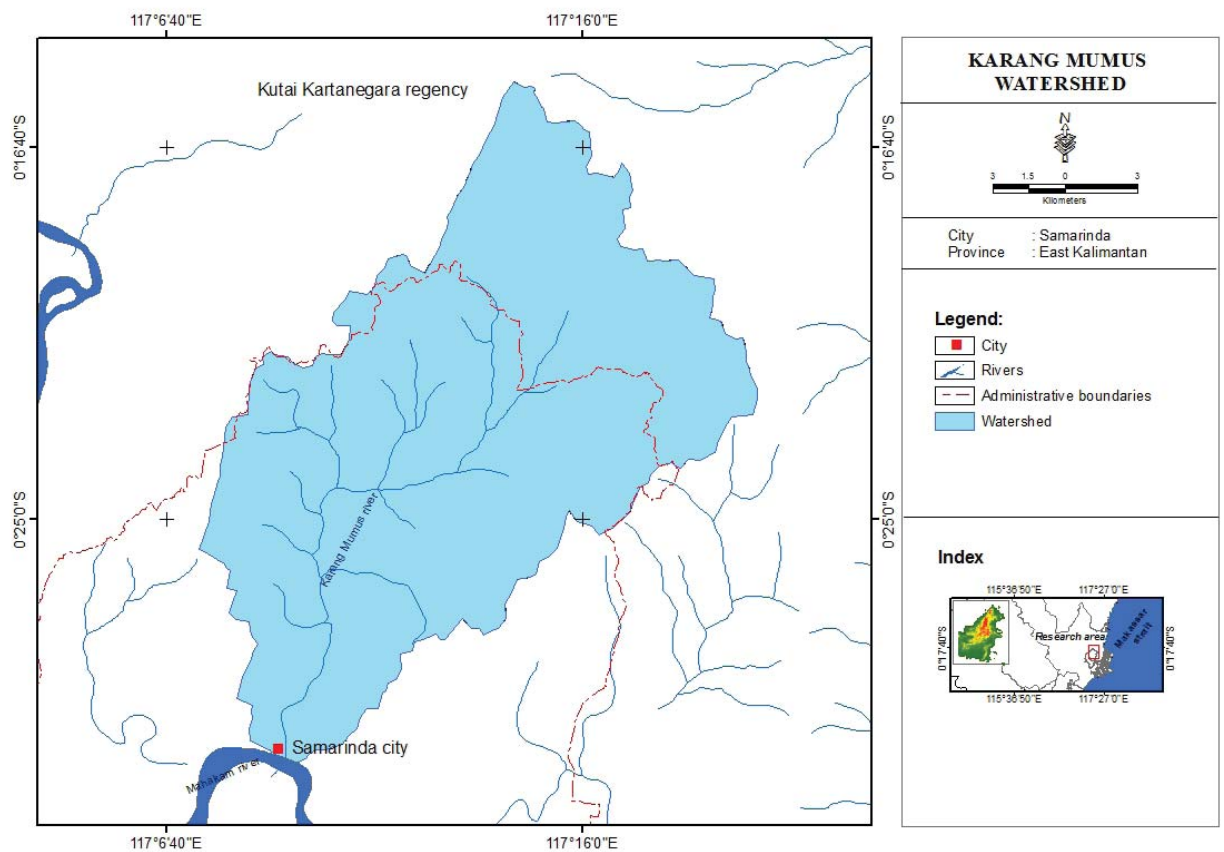 117°6'40"E
117°16'0"E
0°16'40"S
0°16'40"S
Kutai Kartanegara regency
Karang Mumus river
0°25'0"S
0°25'0"S
Samarinda city
Mahakam river
117°6'40"E
117°16'0"E
KARANG MUMUS
WATERSHED
N
3 1.5 0 3
Kilometers
City : Samarinda
Province : East Kalimantan
Legend:
City
Rivers
Administrative boundaries
Watershed
Index
115°36'50"E 117°27'0"E
Research area
Makassar
strait
0°17'40"S
0°17'40"S
115°36'50"E 117°27'0"E